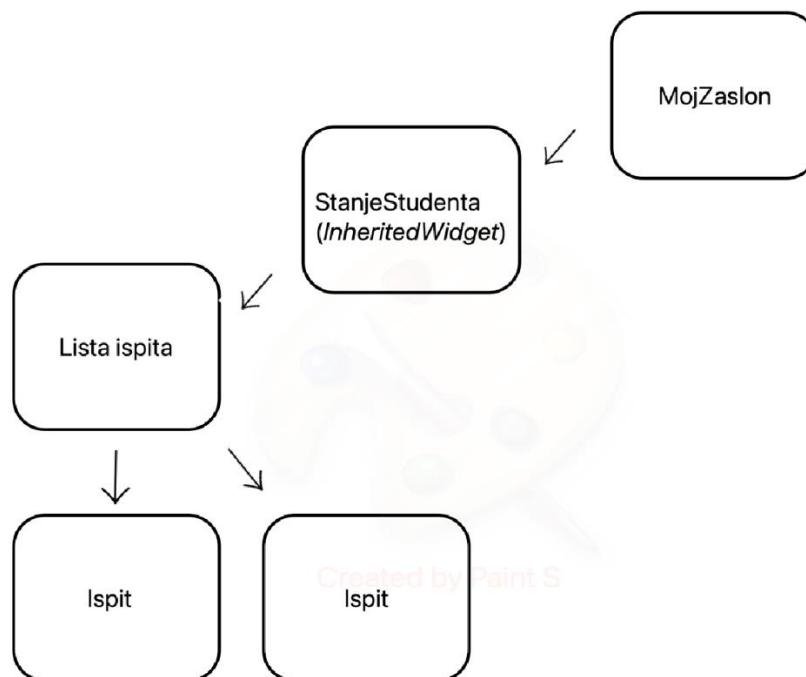 MojZaslon
StanjeStudenta
(InheritedWidget)
Lista ispita
Ispit
Ispit
Created by Paint S